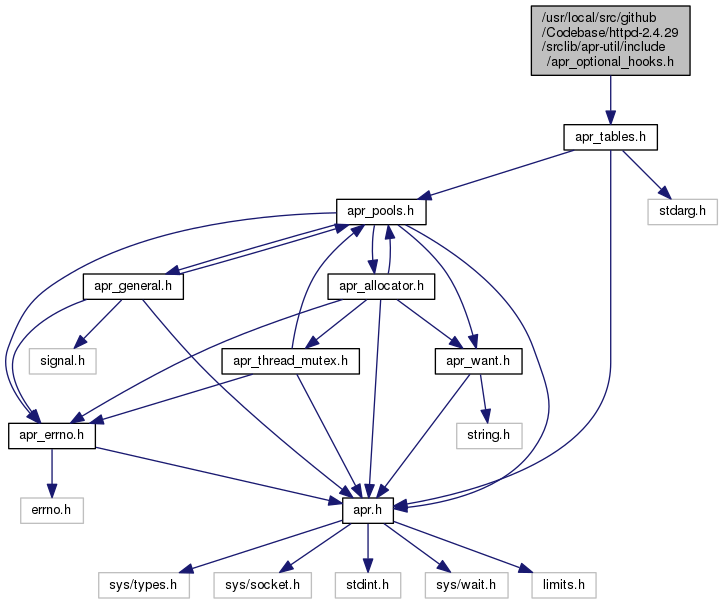 /usr/local/src/github
/Codebase/httpd-2.4.29
/srclib/apr-util/include
/apr_optional_hooks.h
apr_tables.h
apr_pools.h
stdarg.h
apr_general.h
apr_allocator.h
signal.h
apr_thread_mutex.h
apr_want.h
apr_errno.h
string.h
errno.h
apr.h
sys/types.h
sys/socket.h
stdint.h
sys/wait.h
limits.h